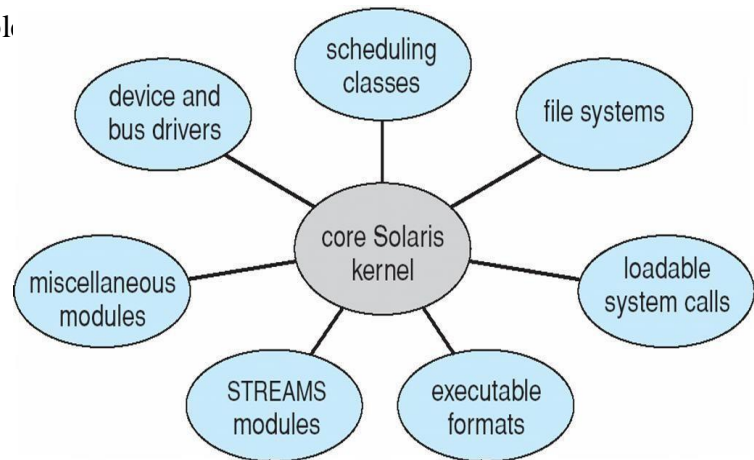 scheduling
classes
device and
bus drivers
file systems
core Solaris
kernel
miscellaneous
modules
loadable
system calls
STREAMS
modules
executable
formats